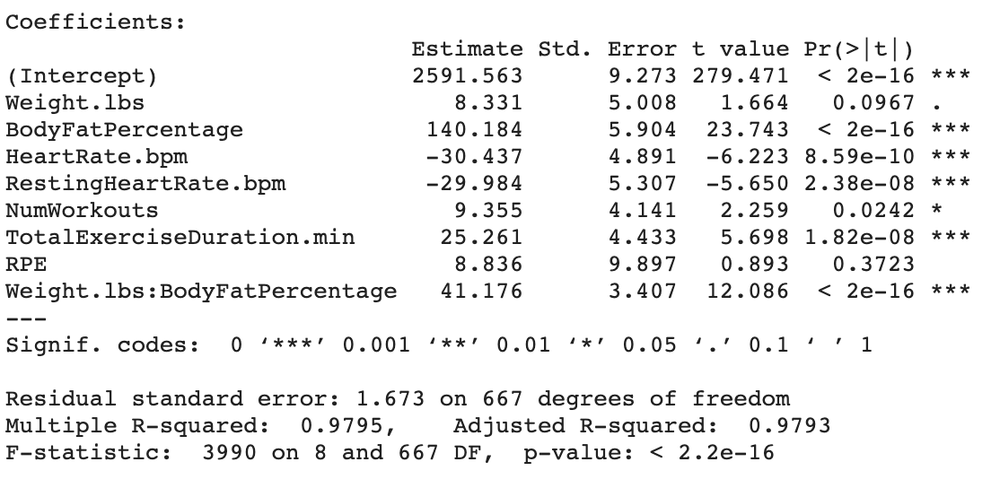 Coefficients:
Estimate Std. Error t value Pr(>|t|)
(Intercept) 2591.563 9.273 279.471 < 2e-16 ***
Weight.lbs 8.331 5.008 1.664 0.0967 .
BodyFatPercentage 140.184 5.904 23.743 < 2e-16 ***
HeartRate.bpm -30.437 4.891 -6.223 8.59e-10 ***
RestingHeartRate.bpm -29.984 5.307 -5.650 2.38e-08 ***
NumWorkouts 9.355 4.141 2.259 0.0242 *
TotalExerciseDuration.min 25.261 4.433 5.698 1.82e-08 ***
RPE 8.836 9.897 0.893 0.3723
Weight.lbs:BodyFatPercentage 41.176 3.407 12.086 < 2e-16 ***
---
Signif. codes: 0 ‘***’ 0.001 ‘**’ 0.01 ‘*’ 0.05 ‘.’ 0.1 ‘ ’ 1
Residual standard error: 1.673 on 667 degrees of freedom
Multiple R-squared: 0.9795, Adjusted R-squared: 0.9793
F-statistic: 3990 on 8 and 667 DF, p-value: < 2.2e-16